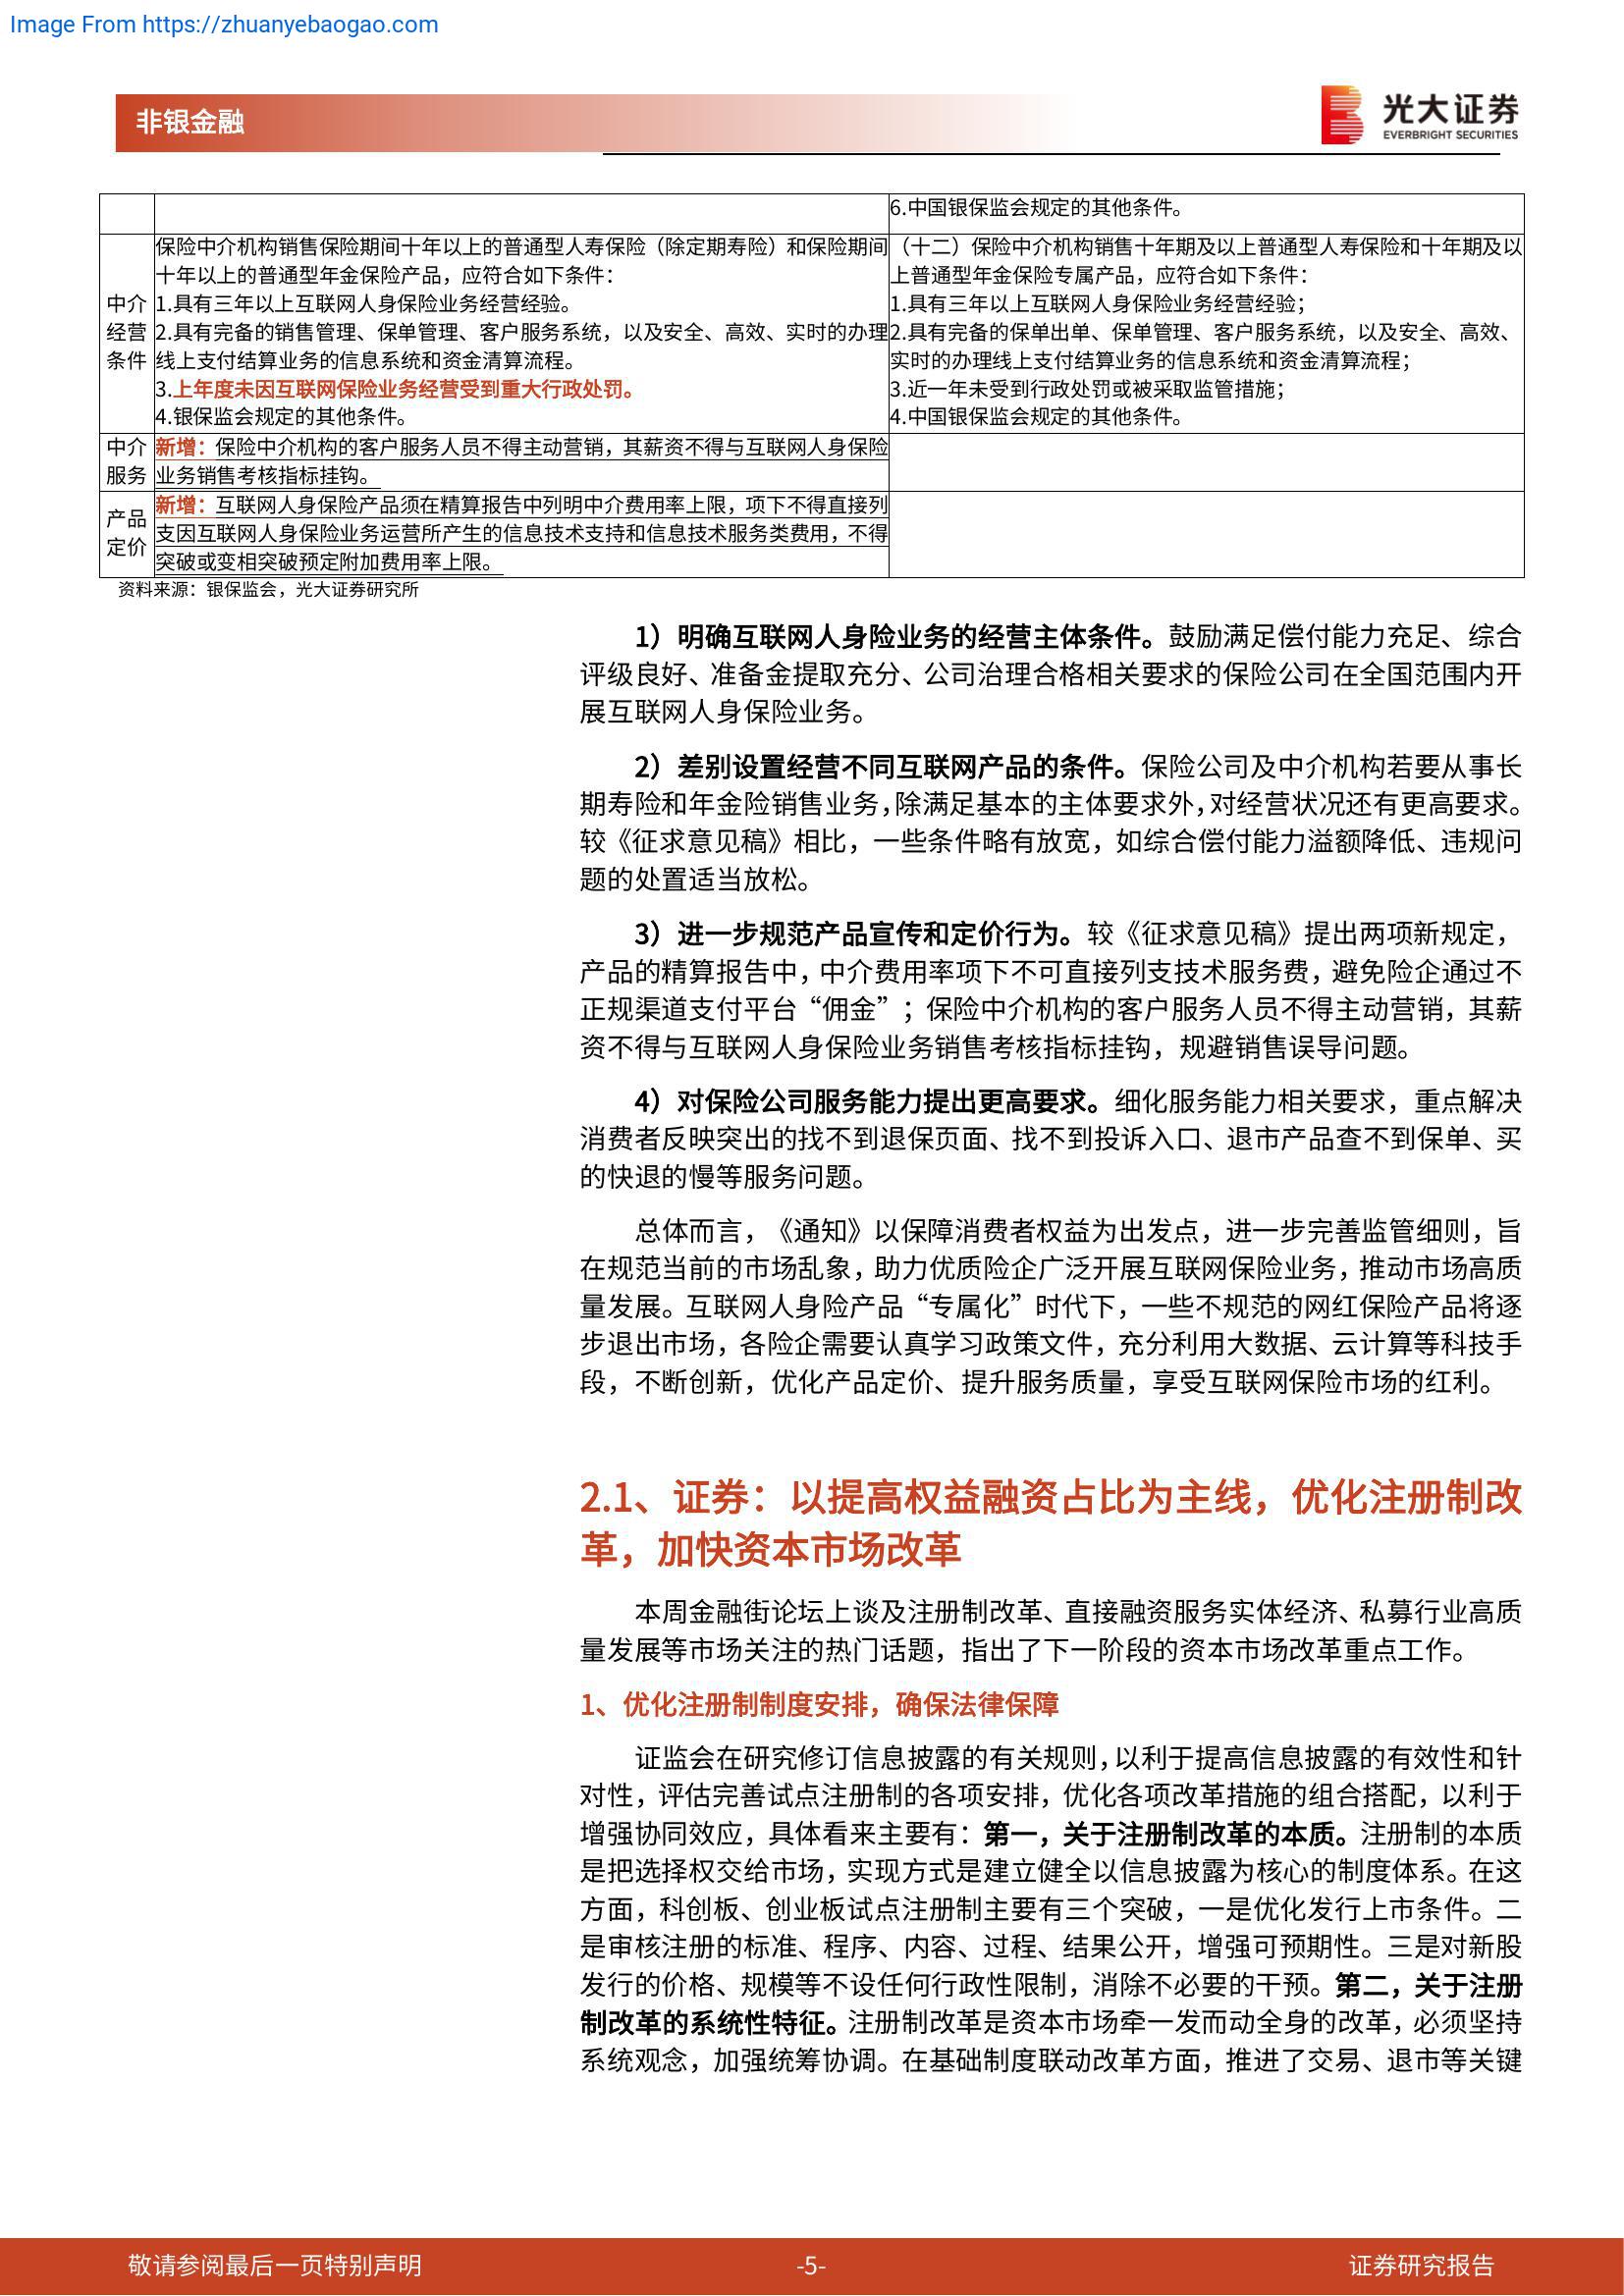 Image From https://zhuanyebaogao.com
非银金融
光大证券
EVERBRIGHT SECURITIES
6.中国银保监会规定的其他条件。
中介
经营
条件
保险中介机构销售保险期间十年以上的普通型人寿保险（除定期寿险）和保险期间
十年以上的普通型年金保险产品，应符合如下条件：
1.具有三年以上互联网人身保险业务经营经验。
2.具有完备的销售管理、保单管理、客户服务系统，以及安全、高效、实时的办理
线上支付结算业务的信息系统和资金清算流程。
3.上年度未因互联网保险业务经营受到重大行政处罚。
4.银保监会规定的其他条件。
（十二）保险中介机构销售十年期及以上普通型人寿保险和十年期及以
上普通型年金保险专属产品，应符合如下条件：
1.具有三年以上互联网人身保险业务经营经验；
2.具有完备的保单出单、保单管理、客户服务系统，以及安全、高效、
实时的办理线上支付结算业务的信息系统和资金清算流程；
3.近一年未受到行政处罚或被采取监管措施；
4.中国银保监会规定的其他条件。
中介
服务
新增：保险中介机构的客户服务人员不得主动营销，其薪资不得与互联网人身保险
业务销售考核指标挂钩。
产品
定价
新增：互联网人身保险产品须在精算报告中列明中介费用率上限，项下不得直接列
支因互联网人身保险业务运营所产生的信息技术支持和信息技术服务类费用，不得
突破或变相突破预定附加费用率上限。
资料来源：银保监会，光大证券研究所
1）明确互联网人身险业务的经营主体条件。鼓励满足偿付能力充足、综合
评级良好、准备金提取充分、公司治理合格相关要求的保险公司在全国范围内开
展互联网人身保险业务。
2）差别设置经营不同互联网产品的条件。保险公司及中介机构若要从事长
期寿险和年金险销售业务，除满足基本的主体要求外，对经营状况还有更高要求。
较《征求意见稿》相比，一些条件略有放宽，如综合偿付能力溢额降低、违规问
题的处置适当放松。
3）进一步规范产品宣传和定价行为。较《征求意见稿》提出两项新规定，
产品的精算报告中，中介费用率项下不可直接列支技术服务费，避免险企通过不
正规渠道支付平台“佣金”；保险中介机构的客户服务人员不得主动营销，其薪
资不得与互联网人身保险业务销售考核指标挂钩，规避销售误导问题。
4）对保险公司服务能力提出更高要求。细化服务能力相关要求，重点解决
消费者反映突出的找不到退保页面、找不到投诉入口、退市产品查不到保单、买
的快退的慢等服务问题。
总体而言，《通知》以保障消费者权益为出发点，进一步完善监管细则，旨
在规范当前的市场乱象，助力优质险企广泛开展互联网保险业务，推动市场高质
量发展。互联网人身险产品“专属化”时代下，一些不规范的网红保险产品将逐
步退出市场，各险企需要认真学习政策文件，充分利用大数据、云计算等科技手
段，不断创新，优化产品定价、提升服务质量，享受互联网保险市场的红利。
2.1、证券：以提高权益融资占比为主线，优化注册制改
革，加快资本市场改革
本周金融街论坛上谈及注册制改革、直接融资服务实体经济、私募行业高质
量发展等市场关注的热门话题，指出了下一阶段的资本市场改革重点工作。
1、优化注册制制度安排，确保法律保障
证监会在研究修订信息披露的有关规则，以利于提高信息披露的有效性和针
对性，评估完善试点注册制的各项安排，优化各项改革措施的组合搭配，以利于
增强协同效应，具体看来主要有：第一，关于注册制改革的本质。注册制的本质
是把选择权交给市场，实现方式是建立健全以信息披露为核心的制度体系。在这
方面，科创板、创业板试点注册制主要有三个突破，一是优化发行上市条件。二
是审核注册的标准、程序、内容、过程、结果公开，增强可预期性。三是对新股
发行的价格、规模等不设任何行政性限制，消除不必要的干预。第二，关于注册
制改革的系统性特征。注册制改革是资本市场牵一发而动全身的改革，必须坚持
系统观念，加强统筹协调。在基础制度联动改革方面，推进了交易、退市等关键
敬请参阅最后一页特别声明
-5-
证券研究报告